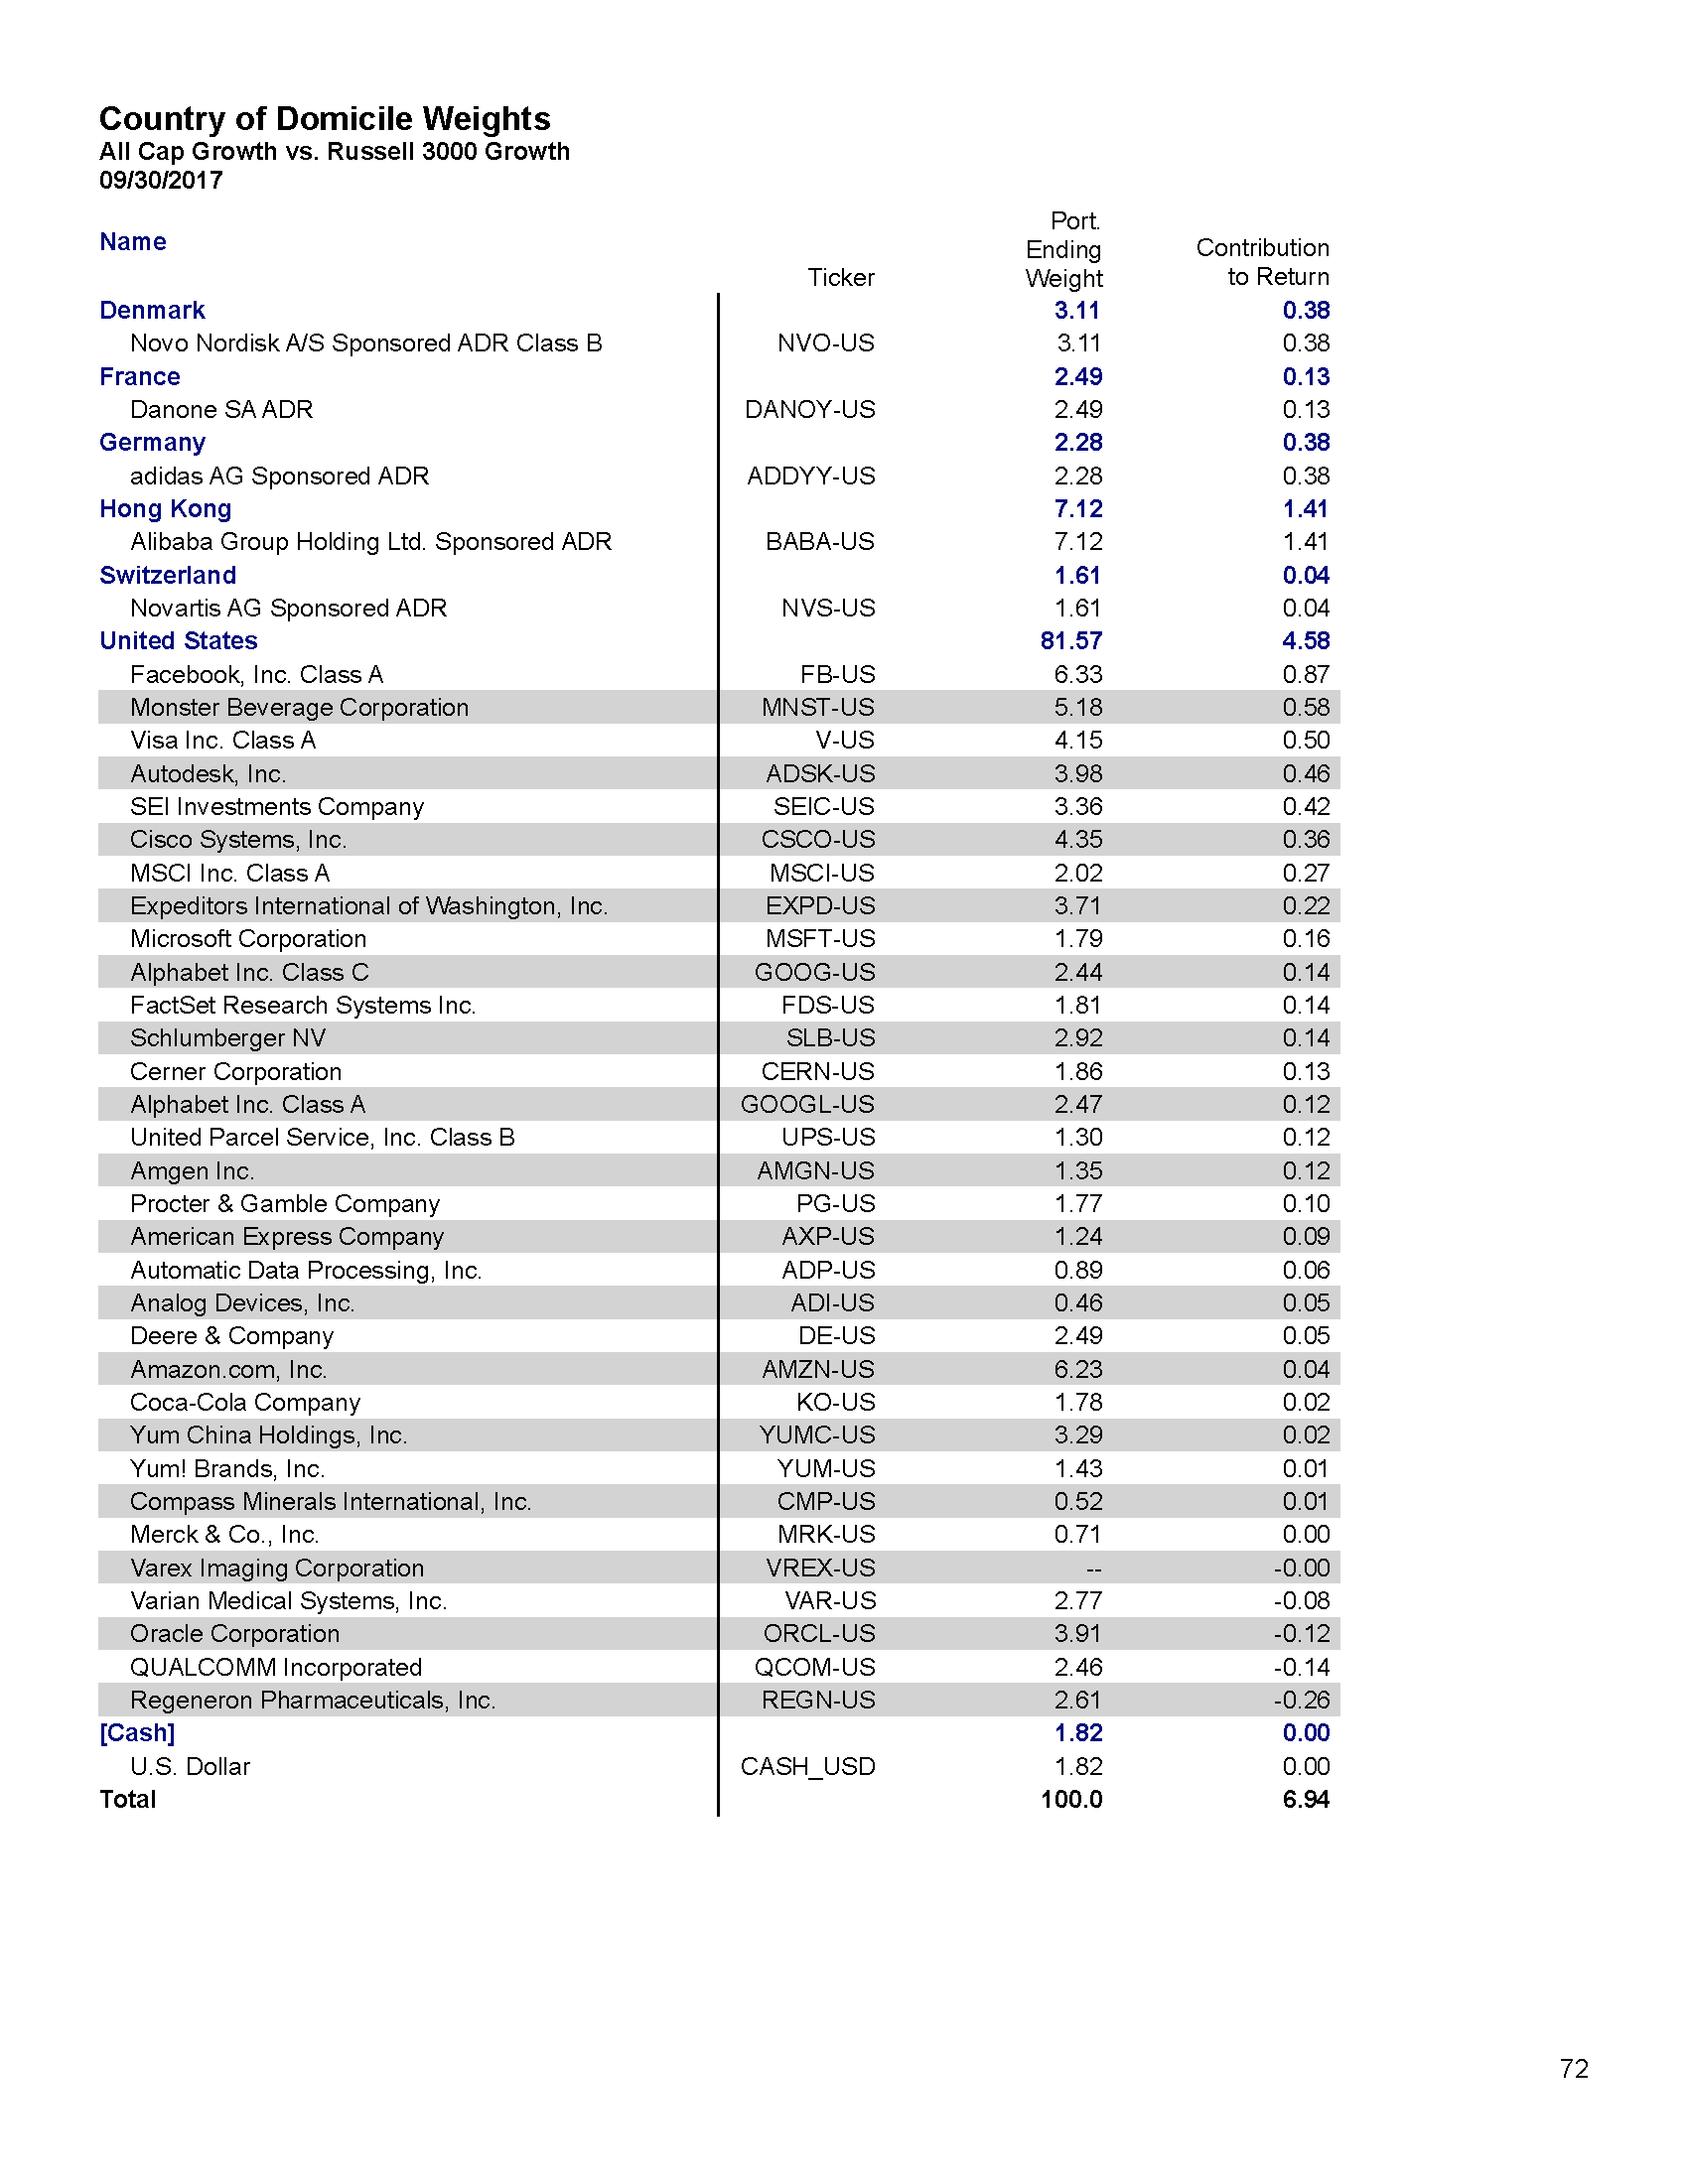 Country of Domicile Weights
All Cap Growth vs. Russell 3000 Growth
09/30/2017
Name Ticker Port. Ending Weight Contribution to Return
Denmark 3.11 0.38
Novo Nordisk A/S Sponsored ADR Class B NVO-US 3.11 0.38
France 2.49 0.13
Danone SA ADR DANOY-US 2.49 0.13
Germany 2.28 0.38
adidas AG Sponsored ADR ADDYY-US 2.28 0.38
Hong Kong 7.12 1.41
Alibaba Group Holding Ltd. Sponsored ADR BABA-US 7.12 1.41
Switzerland 1.61 0.04
Novartis AG Sponsored ADR NVS-US 1.61 0.04
United States 81.57 4.58
Facebook, Inc. Class A FB-US 6.33 0.87
Monster Beverage Corporation MNST-US 5.18 0.58
Visa Inc. Class A V-US 4.15 0.50
Autodesk, Inc. ADSK-US 3.98 0.46
SEI Investments Company SEIC-US 3.36 0.42
Cisco Systems, Inc. CSCO-US 4.35 0.36
MSCI Inc. Class A MSCI-US 2.02 0.27
Expeditors International of Washington, Inc. EXPD-US 3.71 0.22
Microsoft Corporation MSFT-US 1.79 0.16
Alphabet Inc. Class C GOOG-US 2.44 0.14
FactSet Research Systems Inc. FDS-US 1.81 0.14
Schlumberger NV SLB-US 2.92 0.14
Cerner Corporation CERN-US 1.86 0.13
Alphabet Inc. Class A GOOGL-US 2.47 0.12
United Parcel Service, Inc. Class B UPS-US 1.30 0.12
Amgen Inc. AMGN-US 1.35 0.12
Procter & Gamble Company PG-US 1.77 0.10
American Express Company AXP-US 1.24 0.09
Automatic Data Processing, Inc. ADP-US 0.89 0.06
Analog Devices, Inc. ADI-US 0.46 0.05
Deere & Company DE-US 2.49 0.05
Amazon.com, Inc. AMZN-US 6.23 0.04
Coca-Cola Company KO-US 1.78 0.02
Yum China Holdings, Inc. YUMC-US 3.29 0.02
Yum! Brands, Inc. YUM-US 1.43 0.01
Compass Minerals International, Inc. CMP-US 0.52 0.01
Merck & Co., Inc. MRK-US 0.71 0.00
Varex Imaging Corporation VREX-US -- -0.00
Varian Medical Systems, Inc. VAR-US 2.77 -0.08
Oracle Corporation ORCL-US 3.91 -0.12
QUALCOMM Incorporated QCOM-US 2.46 -0.14
Regeneron Pharmaceuticals, Inc. REGN-US 2.61 -0.26
[Cash] 1.82 0.00
U.S. Dollar CASH_USD 1.82 0.00
Total 100.0 6.94
72